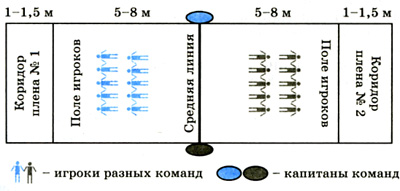 1–1,5 м 5–8 м 5–8 м 1–1,5 м
Коридор
плена № 1
Поле игроков
Средняя линия
Поле игроков
Коридор
плена № 2
– игроки разных команд
– капитаны команд